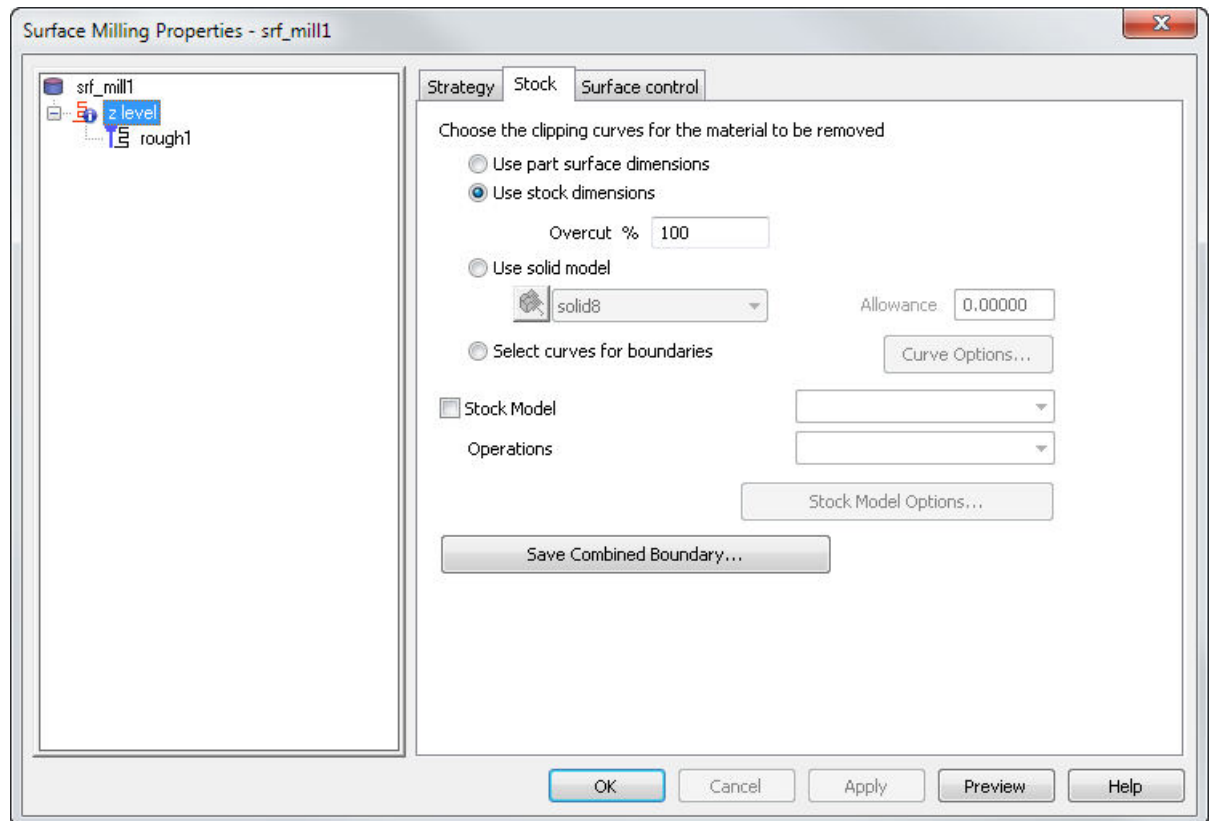 Surface Milling Properties - srf_mill1
srf_mill1
z level
rough1
Strategy Stock Surface control
Choose the clipping curves for the material to be removed
Use part surface dimensions
Use stock dimensions
Overcut % 100
Use solid model
solid8 Allowance 0.00000
Select curves for boundaries Curve Options...
Stock Model
Operations
Stock Model Options...
Save Combined Boundary...
OK Cancel Apply Preview Help